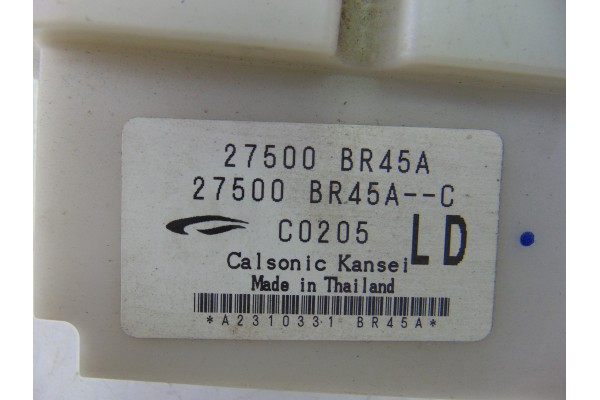 27500 BR45A
27500 BR45A--C
C0205 LD
Calsonic Kansei
Made in Thailand
*A2310331 BR45A*